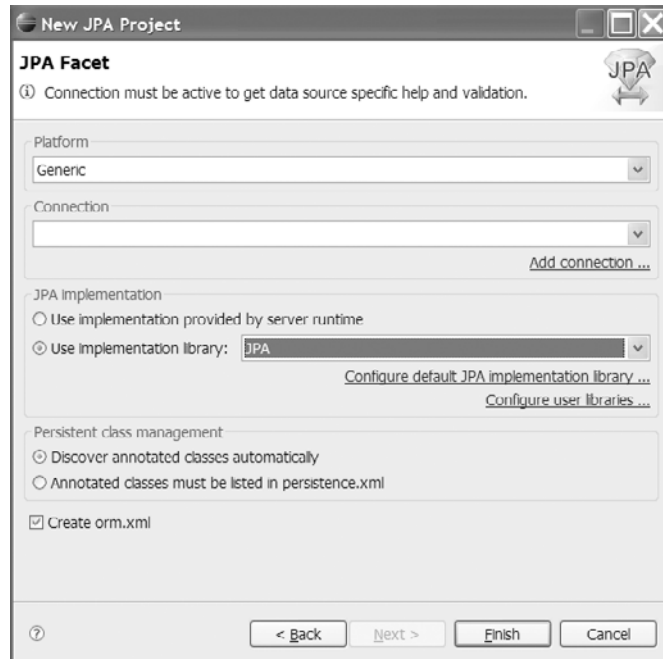 New JPA Project
JPA Facet
JPA
Connection must be active to get data source specific help and validation.
Platform
Generic
Connection
Add connection ...
JPA implementation
Use implementation provided by server runtime
Use implementation library: JPA
Configure default JPA implementation library ...
Configure user libraries ...
Persistent class management
Discover annotated classes automatically
Annotated classes must be listed in persistence.xml
Create orm.xml
? < Back Next > Finish Cancel